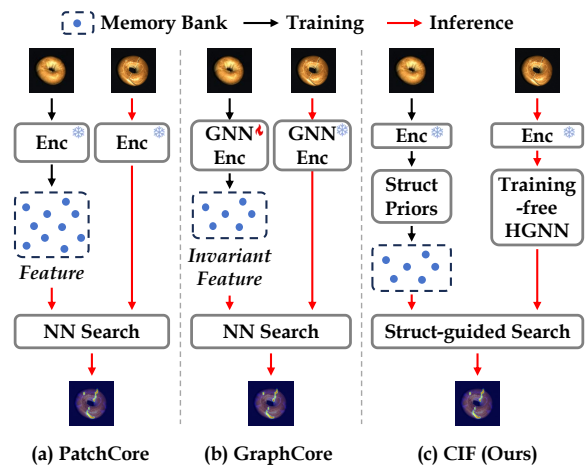 Memory Bank Training Inference
Enc Enc
Feature
NN Search
(a) PatchCore
GNN
Enc
GNN
Enc
Invariant
Feature
NN Search
(b) GraphCore
Enc Enc
Struct
Priors
Training
-free
HGNN
Struct-guided Search
(c) CIF (Ours)